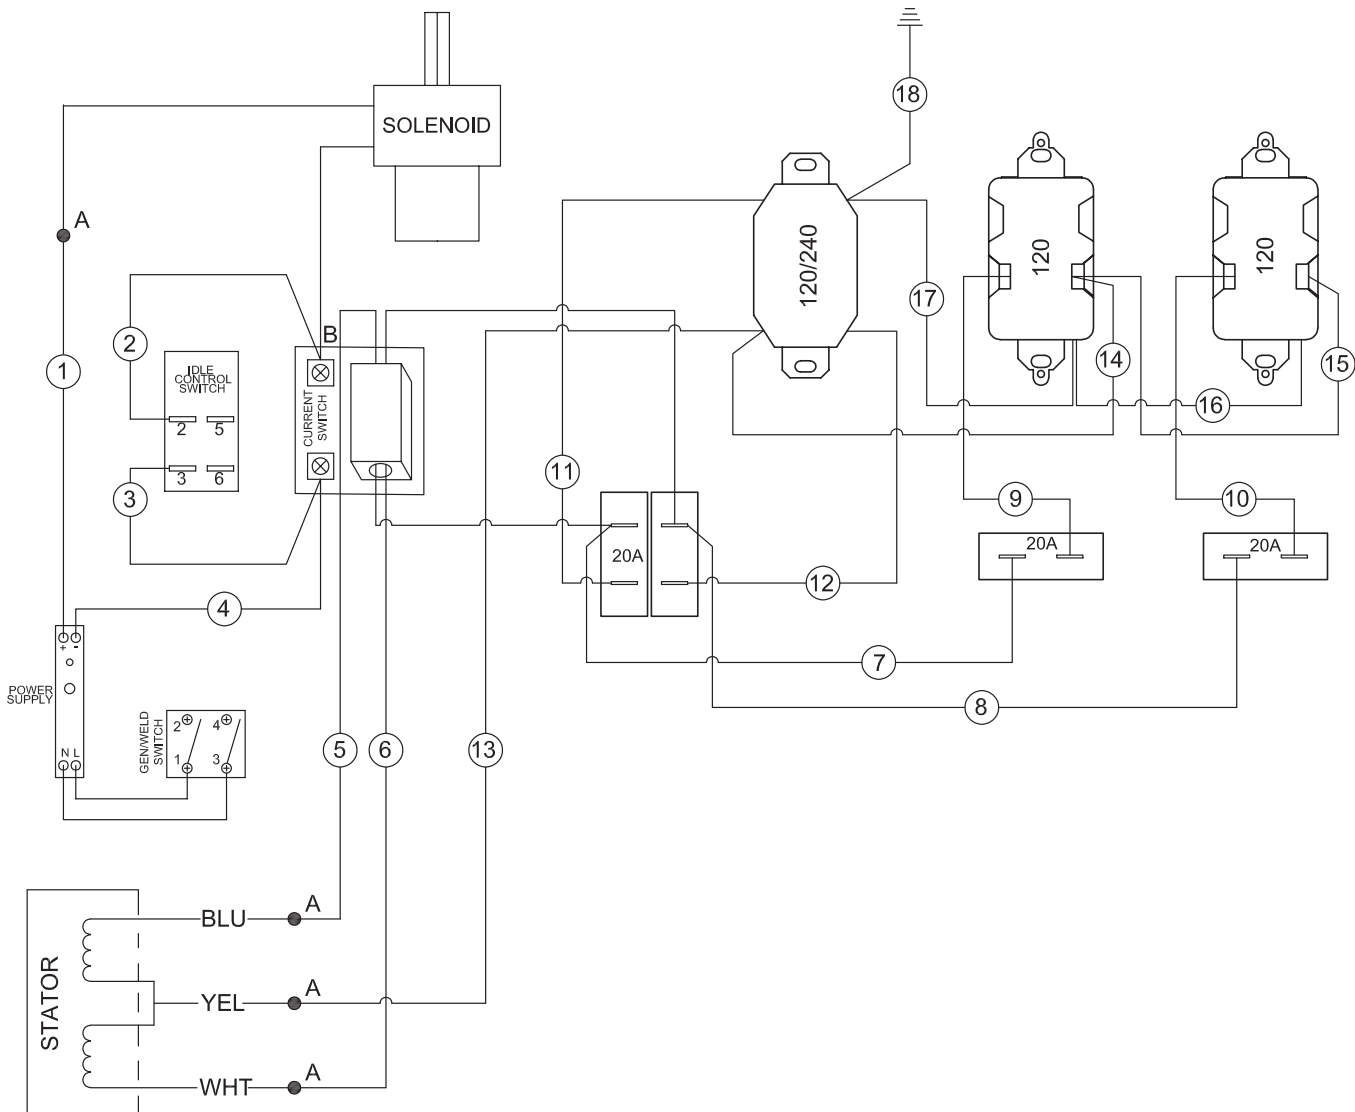 18
SOLENOID
A
120/240
120
120
17
2
B
14
15
1
IDLE
CONTROL
SWITCH
2 5
3 6
CURRENT
SWITCH
16
11
3
9
10
20A
20A
20A
12
4
+ -
7
POWER
SUPPLY
8
GEN/WELD
SWITCH
2 4
1 3
N L
5
6
13
STATOR
BLU
A
YEL
A
WHT
A